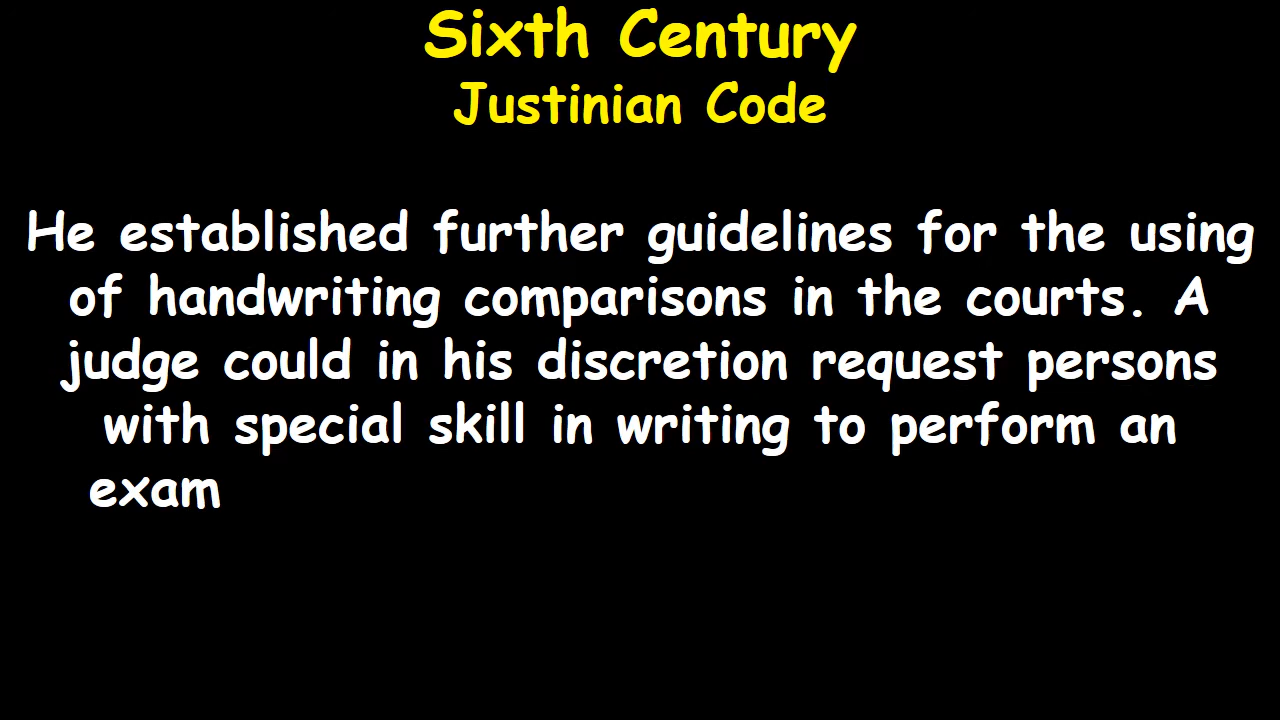 Sixth Century
Justinian Code
He established further guidelines for the using
of handwriting comparisons in the courts. A
judge could in his discretion request persons
with special skill in writing to perform an
exam